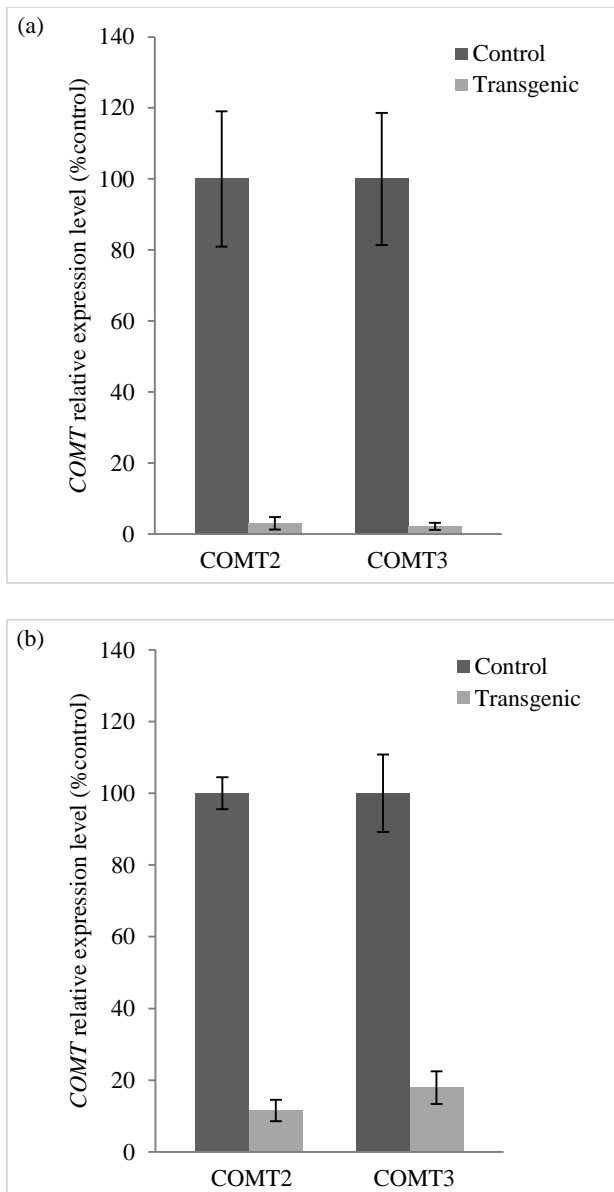 (a)
COMT relative expression level (%control)
140
120
100
80
60
40
20
0
Control
Transgenic
COMT2
COMT3
(b)
COMT relative expression level (%control)
140
120
100
80
60
40
20
0
Control
Transgenic
COMT2
COMT3